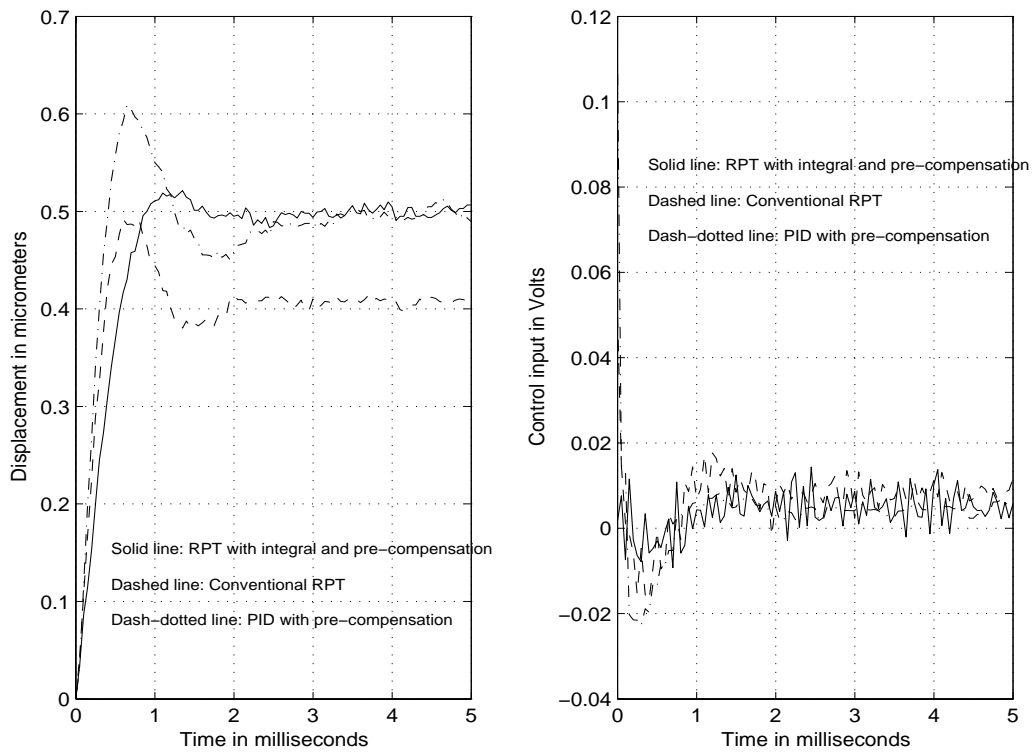 0.7
0.6
0.5
0.4
0.3
0.2
0.1
0
Displacement in micrometers
Solid line: RPT with integral and pre−compensation
Dashed line: Conventional RPT
Dash−dotted line: PID with pre−compensation
0 1 2 3 4 5
Time in milliseconds
0.12
0.1
0.08
0.06
0.04
0.02
0
−0.02
−0.04
Control input in Volts
Solid line: RPT with integral and pre−compensation
Dashed line: Conventional RPT
Dash−dotted line: PID with pre−compensation
0 1 2 3 4 5
Time in milliseconds